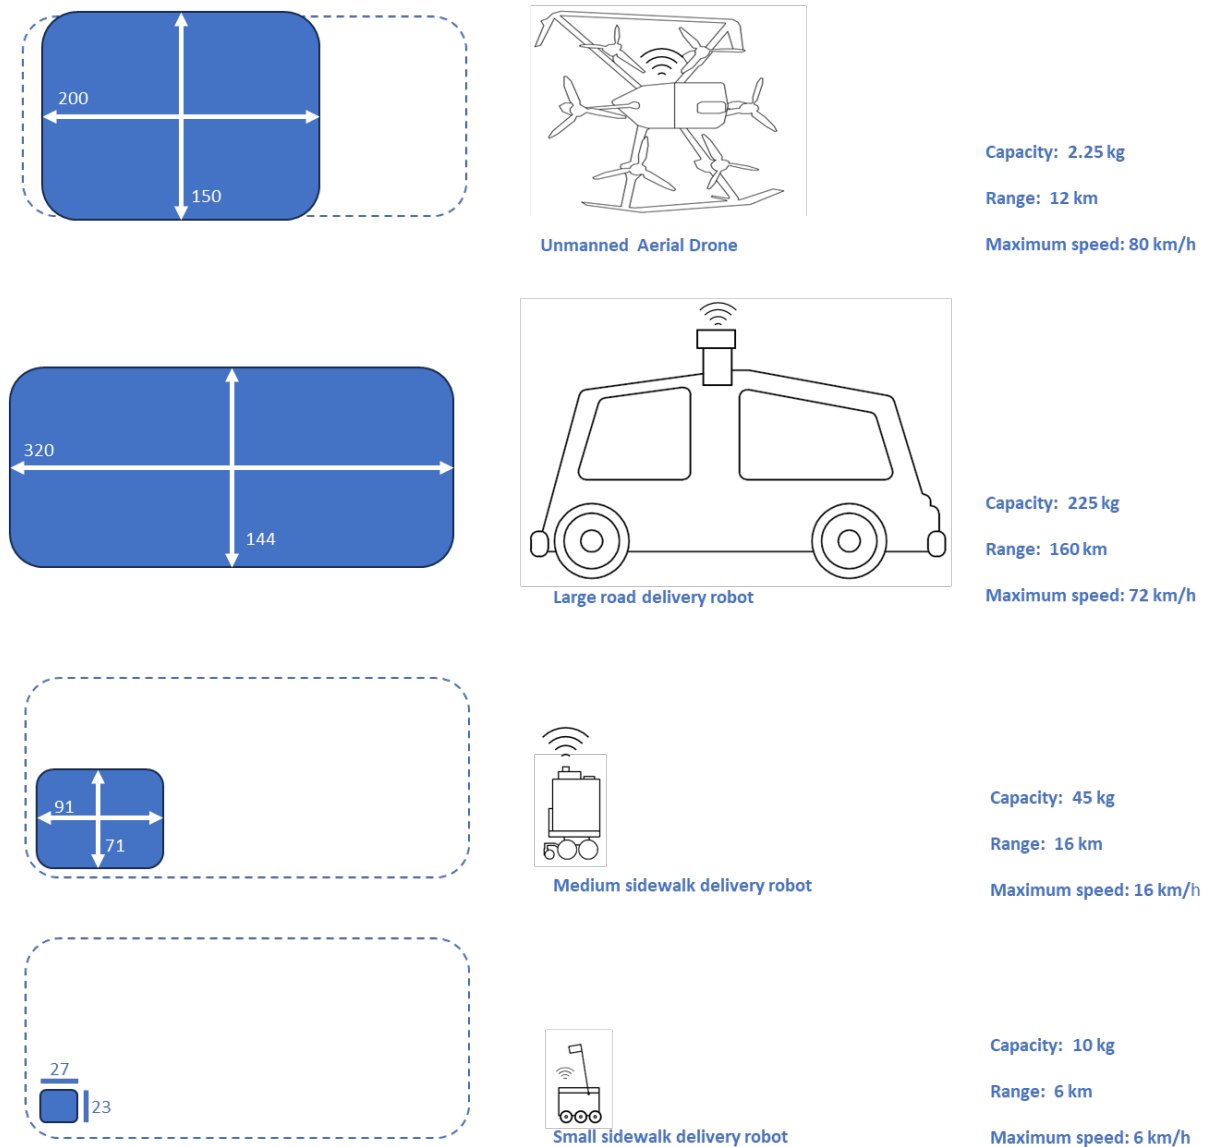 200
150
Unmanned Aerial Drone
Capacity: 2.25 kg
Range: 12 km
Maximum speed: 80 km/h
320
144
Large road delivery robot
Capacity: 225 kg
Range: 160 km
Maximum speed: 72 km/h
91
71
Medium sidewalk delivery robot
Capacity: 45 kg
Range: 16 km
Maximum speed: 16 km/h
27
23
Small sidewalk delivery robot
Capacity: 10 kg
Range: 6 km
Maximum speed: 6 km/h